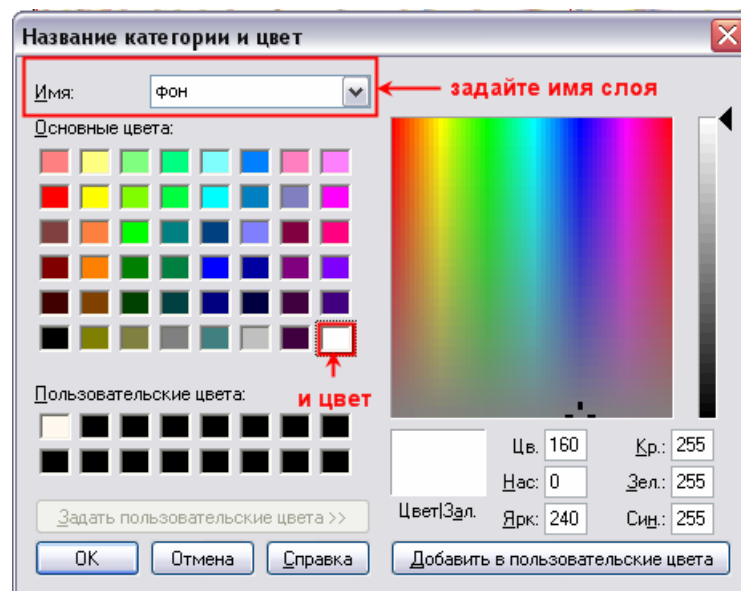 Название категории и цвет
Имя: фон
задайте имя слоя
Основные цвета:
и цвет
Пользовательские цвета:
Цв. 160 Кр.: 255
Нас: 0 Зел.: 255
Цвет|Зал. Ярк: 240 Син.: 255
Задать пользовательские цвета >>
OK Отмена Справка Добавить в пользовательские цвета